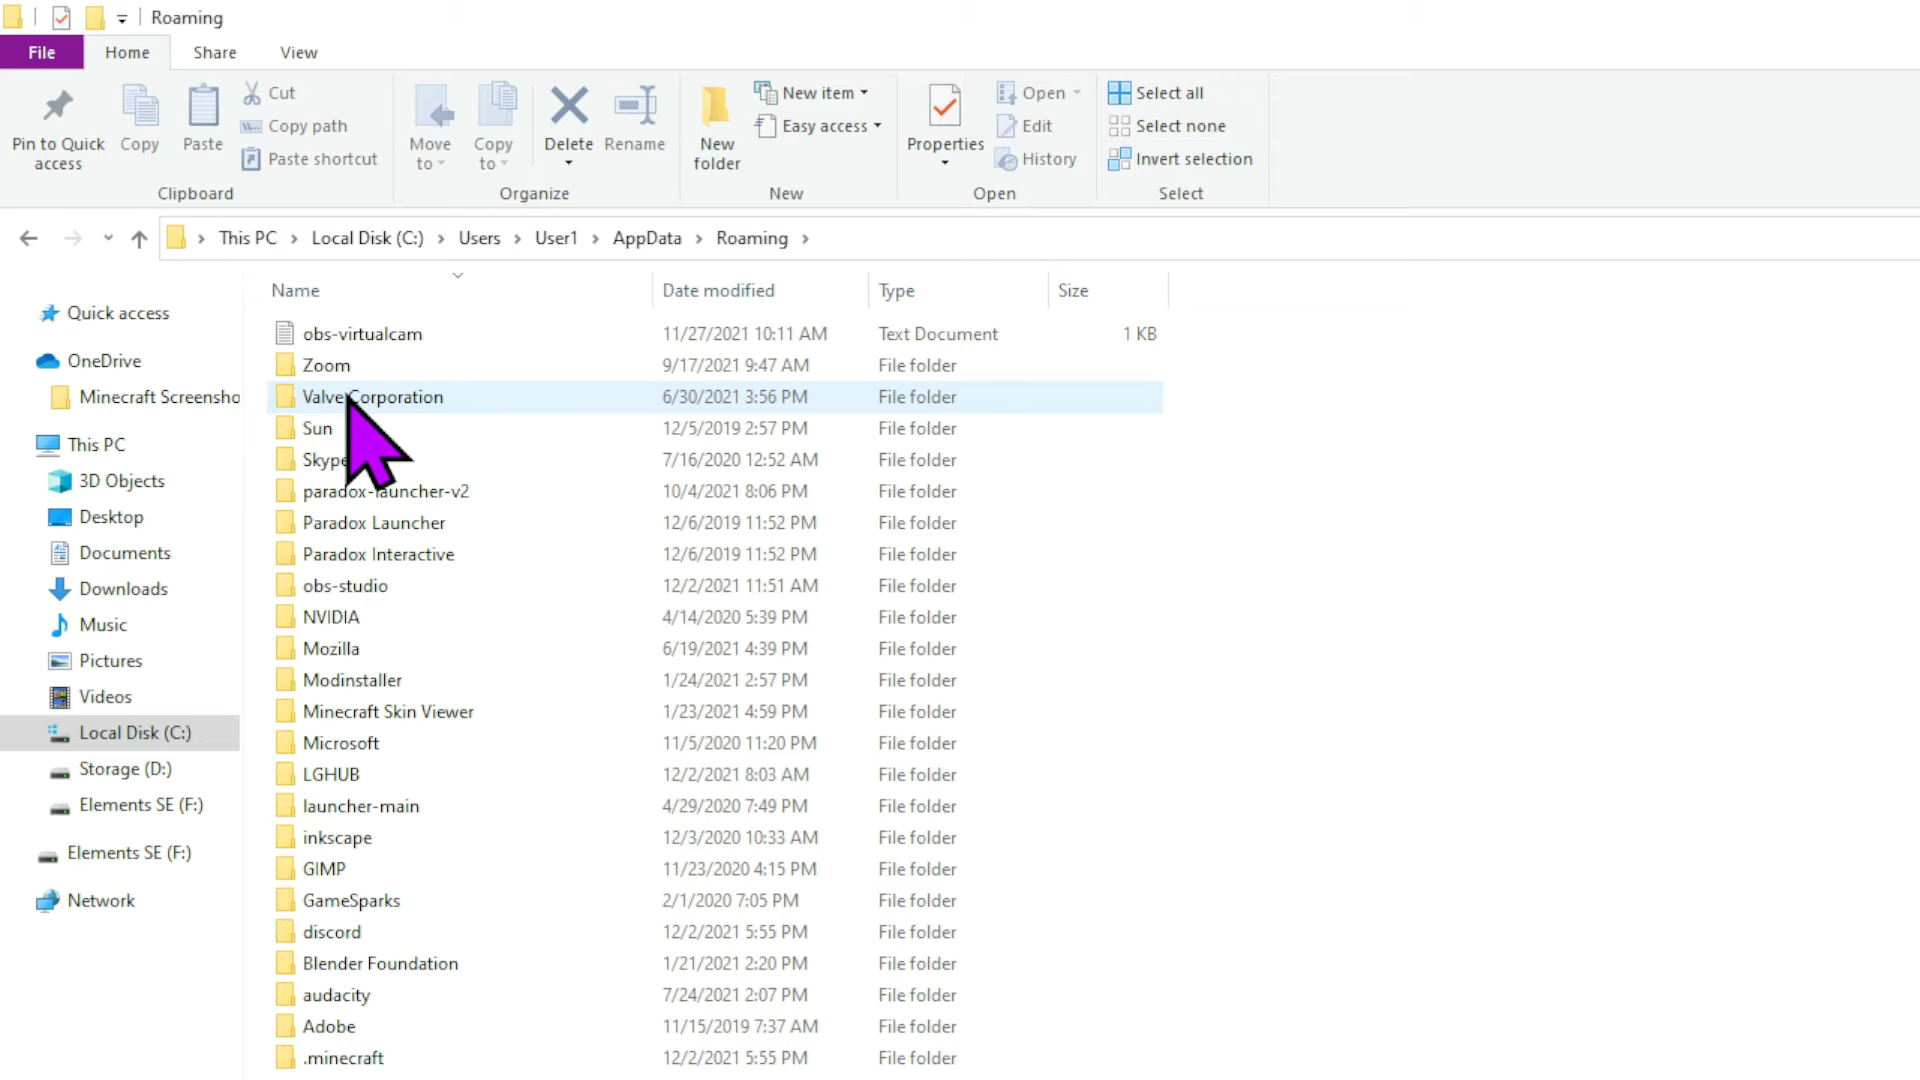 Roaming
File Home Share View
Pin to Quick access
Copy
Paste
Cut
Copy path
Paste shortcut
Clipboard
Move to
Copy to
Delete
Rename
Organize
New folder
New item
Easy access
New
Properties
Open
Edit
History
Open
Select all
Select none
Invert selection
Select
This PC > Local Disk (C:) > Users > User1 > AppData > Roaming >
Quick access
OneDrive
Minecraft Screensho
This PC
3D Objects
Desktop
Documents
Downloads
Music
Pictures
Videos
Local Disk (C:)
Storage (D:)
Elements SE (F:)
Elements SE (F:)
Network
Name Date modified Type Size
obs-virtualcam 11/27/2021 10:11 AM Text Document 1 KB
Zoom 9/17/2021 9:47 AM File folder
Valve Corporation 6/30/2021 3:56 PM File folder
Sun 12/5/2019 2:57 PM File folder
Skype 7/16/2020 12:52 AM File folder
paradox-launcher-v2 10/4/2021 8:06 PM File folder
Paradox Launcher 12/6/2019 11:52 PM File folder
Paradox Interactive 12/6/2019 11:52 PM File folder
obs-studio 12/2/2021 11:51 AM File folder
NVIDIA 4/14/2020 5:39 PM File folder
Mozilla 6/19/2021 4:39 PM File folder
Modinstaller 1/24/2021 2:57 PM File folder
Minecraft Skin Viewer 1/23/2021 4:59 PM File folder
Microsoft 11/5/2020 11:20 PM File folder
LGHUB 12/2/2021 8:03 AM File folder
launcher-main 4/29/2020 7:49 PM File folder
inkscape 12/3/2020 10:33 AM File folder
GIMP 11/23/2020 4:15 PM File folder
GameSparks 2/1/2020 7:05 PM File folder
discord 12/2/2021 5:55 PM File folder
Blender Foundation 1/21/2021 2:20 PM File folder
audacity 7/24/2021 2:07 PM File folder
Adobe 11/15/2019 7:37 AM File folder
.minecraft 12/2/2021 5:55 PM File folder